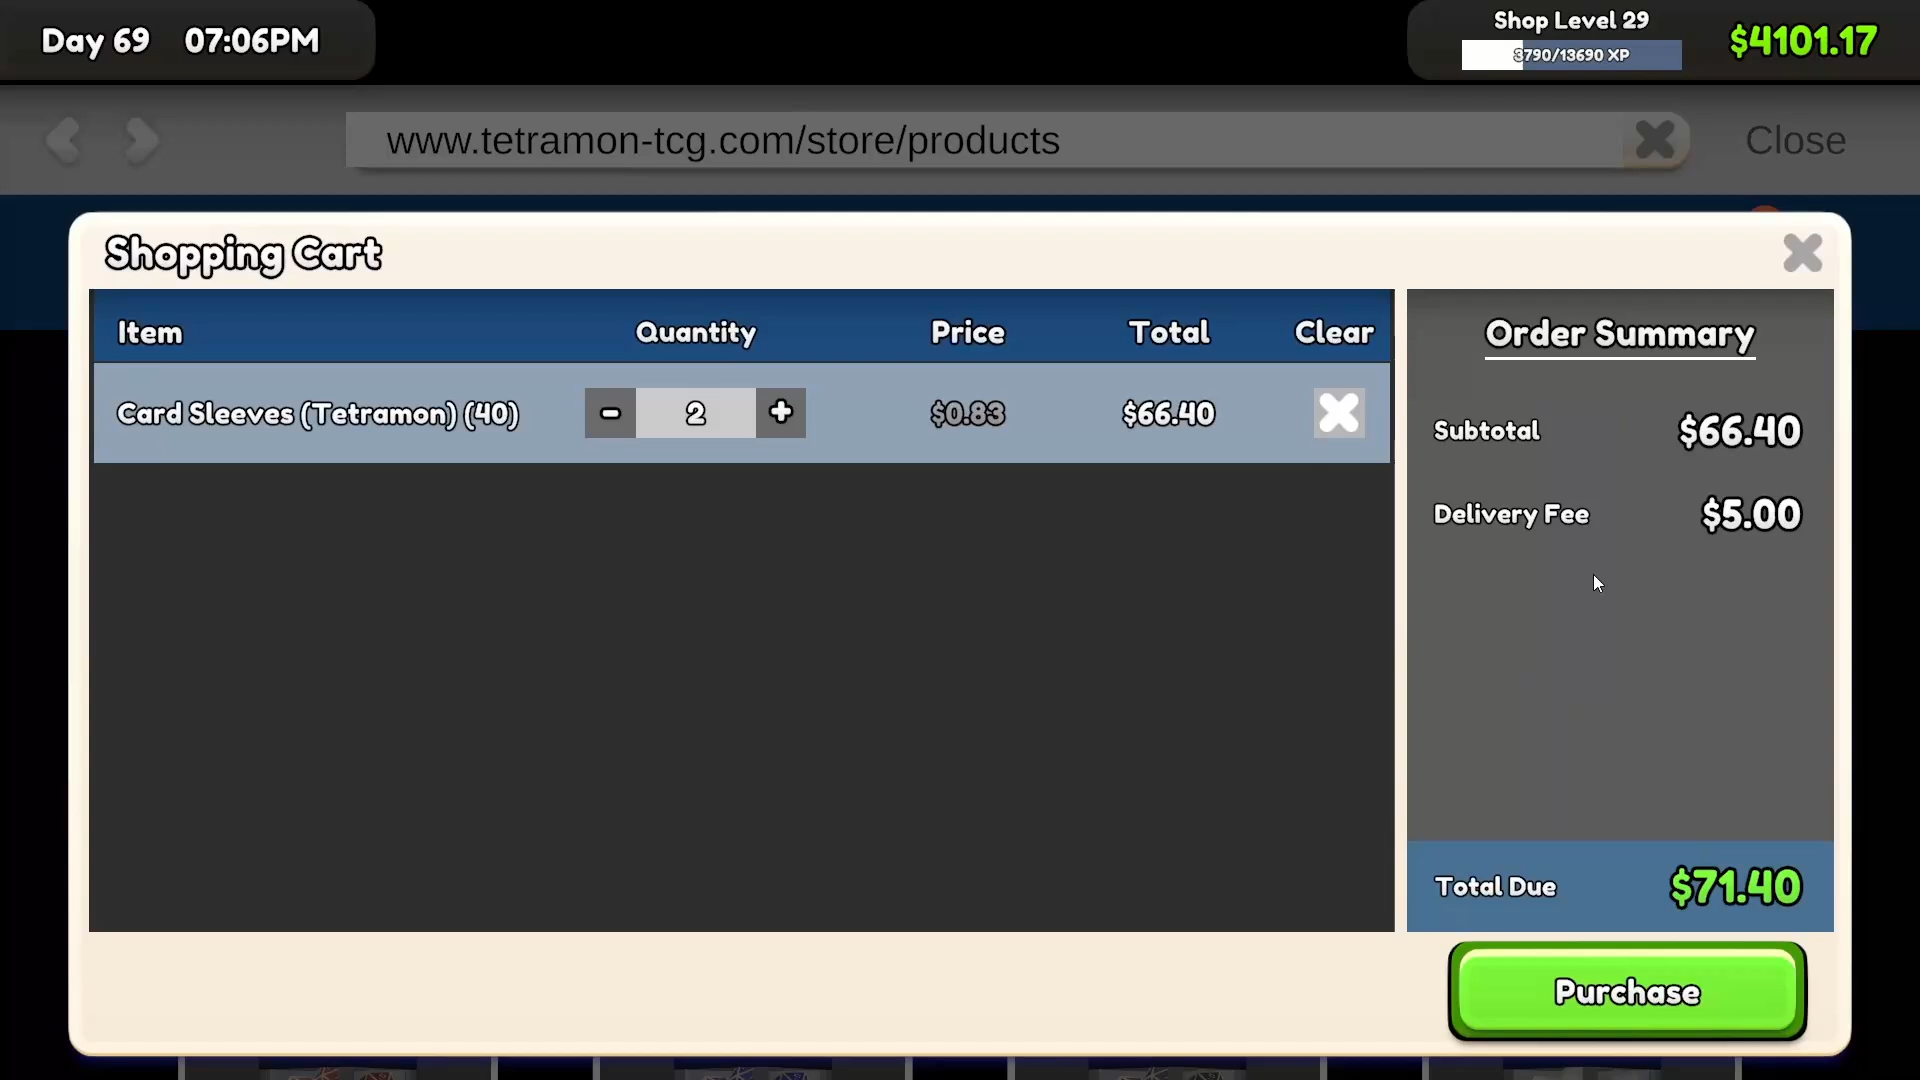 Day 69 07:06PM
Shop Level 29
3790/13690 XP
$4101.17
www.tetramon-tcg.com/store/products
Close
Shopping Cart
Item Quantity Price Total Clear
Card Sleeves (Tetramon) (40) - 2 + $0.83 $66.40
Order Summary
Subtotal $66.40
Delivery Fee $5.00
Total Due $71.40
Purchase